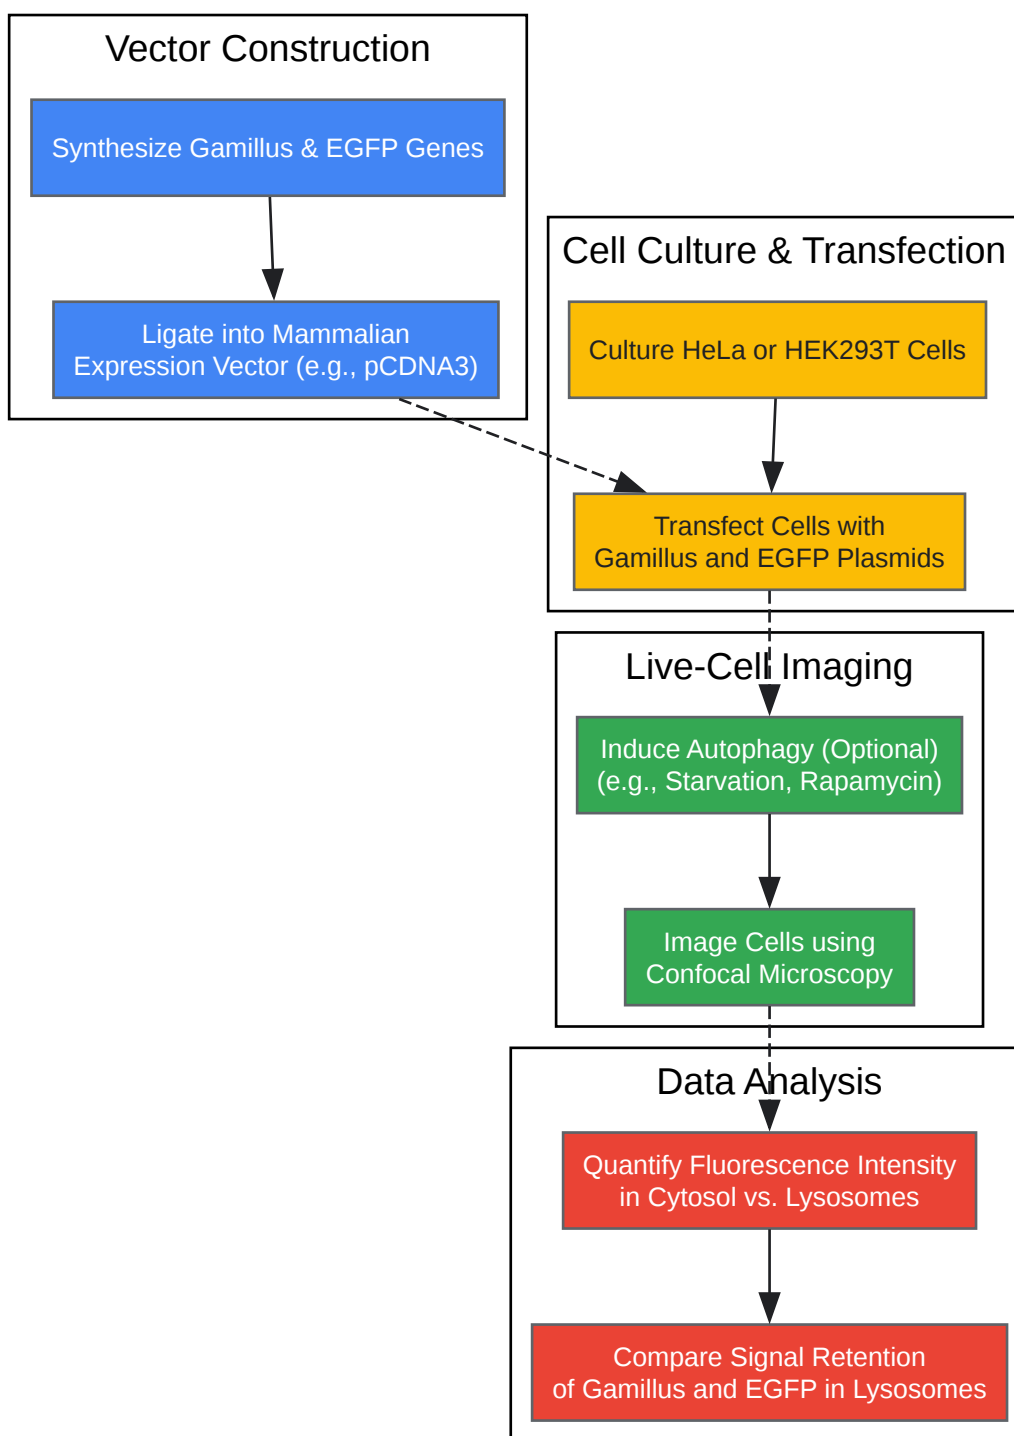 Vector Construction
Synthesize Gamillus & EGFP Genes
Ligate into Mammalian
Expression Vector (e.g., pCDNA3)
Cell Culture & Transfection
Culture HeLa or HEK293T Cells
Transfect Cells with
Gamillus and EGFP Plasmids
Live-Cell Imaging
Induce Autophagy (Optional)
(e.g., Starvation, Rapamycin)
Image Cells using
Confocal Microscopy
Data Analysis
Quantify Fluorescence Intensity
in Cytosol vs. Lysosomes
Compare Signal Retention
of Gamillus and EGFP in Lysosomes